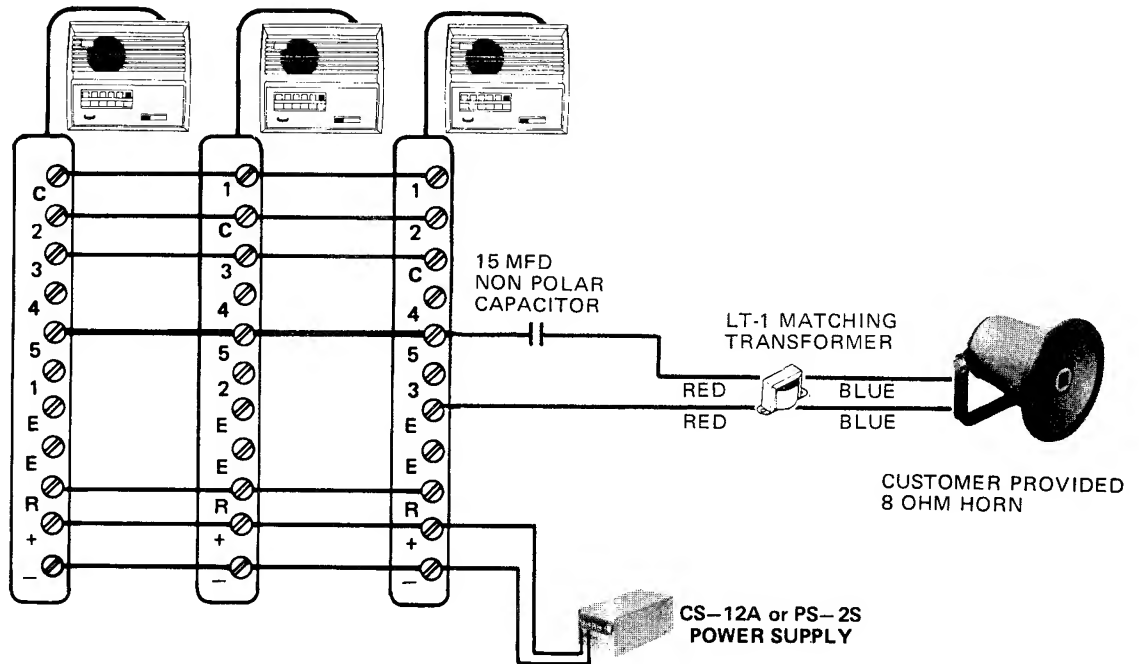 C
2
3
4
5
1
E
E
R
+
–
1
C
3
4
5
2
E
E
R
+
–
1
2
C
4
5
3
E
E
R
+
–
15 MFD
NON POLAR
CAPACITOR
LT-1 MATCHING
TRANSFORMER
RED
BLUE
RED
BLUE
CUSTOMER PROVIDED
8 OHM HORN
CS–12A or PS–2S
POWER SUPPLY